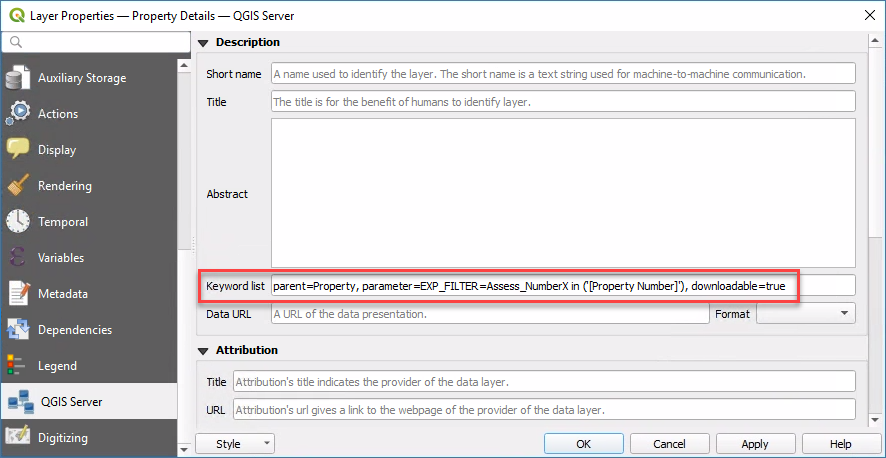 Layer Properties — Property Details — QGIS Server
Auxiliary Storage
Actions
Display
Rendering
Temporal
Variables
Metadata
Dependencies
Legend
QGIS Server
Digitizing
Description
Short name A name used to identify the layer. The short name is a text string used for machine-to-machine communication.
Title The title is for the benefit of humans to identify layer.
Abstract
Keyword list parent=Property, parameter=EXP_FILTER=Assess_NumberX in ('[Property Number]'), downloadable=true
Data URL A URL of the data presentation. Format
Attribution
Title Attribution's title indicates the provider of the data layer.
URL Attribution's url gives a link to the webpage of the provider of the data layer.
Style OK Cancel Apply Help